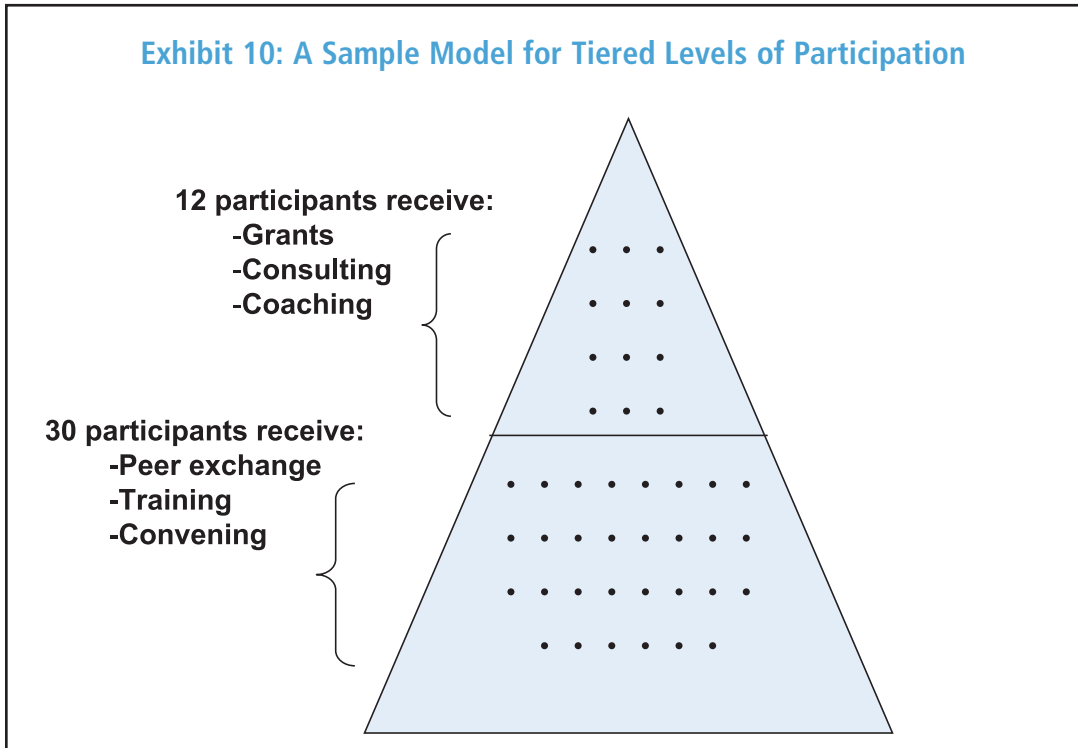 Exhibit 10: A Sample Model for Tiered Levels of Participation
12 participants receive:
-Grants
-Consulting
-Coaching
30 participants receive:
-Peer exchange
-Training
-Convening